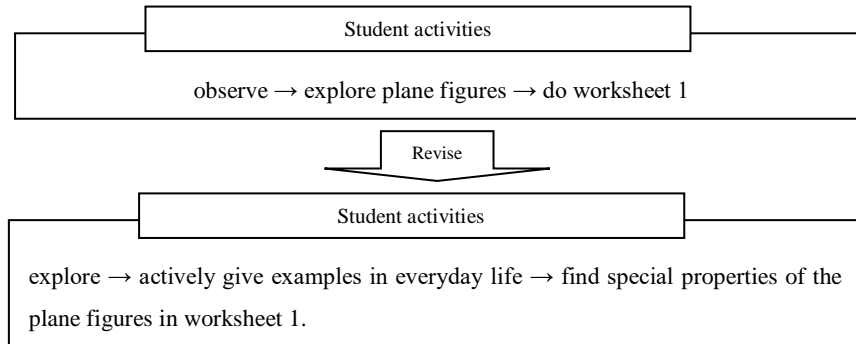 Student activities
observe → explore plane figures → do worksheet 1
Revise
Student activities
explore → actively give examples in everyday life → find special properties of the
plane figures in worksheet 1.